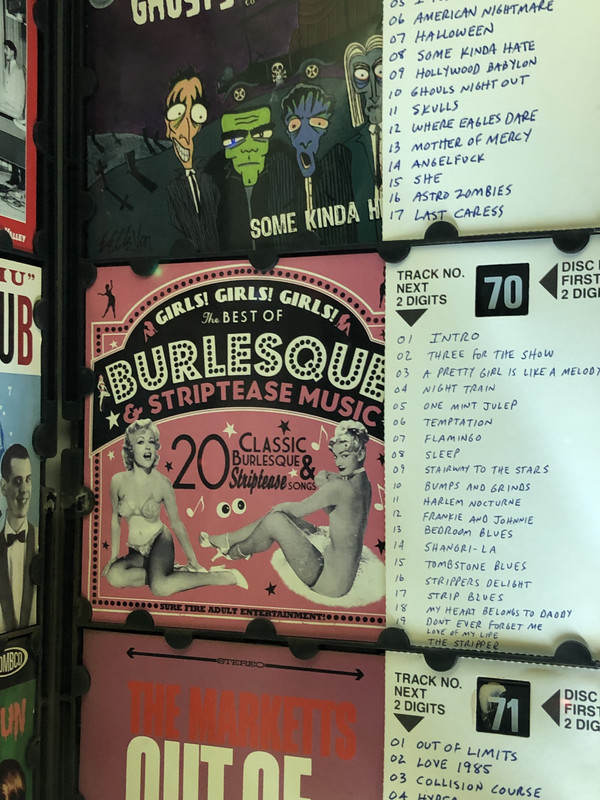 GHOSTS
06 AMERICAN NIGHTMARE
07 HALLOWEEN
08 SOME KINDA HATE
09 HOLLYWOOD BABYLON
10 GHOULS NIGHT OUT
11 SKULLS
12 WHERE EAGLES DARE
13 MOTHER OF MERCY
14 ANGELFUCK
15 SHE
16 ASTRO ZOMBIES
17 LAST CARESS
SOME KINDA H
GIRLS! GIRLS! GIRLS!
The BEST OF
BURLESQUE
& STRIPTEASE MUSIC
20 CLASSIC
BURLESQUE &
Striptease SONGS
SURE FIRE ADULT ENTERTAINMENT!
TRACK NO.
NEXT
2 DIGITS
70
DISC
FIRST
2 DIG
01 INTRO
02 THREE FOR THE SHOW
03 A PRETTY GIRL IS LIKE A MELODY
04 NIGHT TRAIN
05 ONE MINT JULEP
06 TEMPTATION
07 FLAMINGO
08 SLEEP
09 STAIRWAY TO THE STARS
10 BUMPS AND GRINDS
11 HARLEM NOCTURNE
12 FRANKIE AND JOHNNIE
13 BEDROOM BLUES
14 SHANGRI-LA
15 TOMBSTONE BLUES
16 STRIPPERS DELIGHT
17 STRIP BLUES
18 MY HEART BELONGS TO DADDY
19 DONT EVER FORGET ME
LOVE OF MY LIFE
THE STRIPPER
STEREO
THE MARKETTS
OUT OF
TRACK NO.
NEXT
2 DIGITS
71
DISC
FIRS
2 DIG
01 OUT OF LIMITS
02 LOVE 1985
03 COLLISION COURSE
04